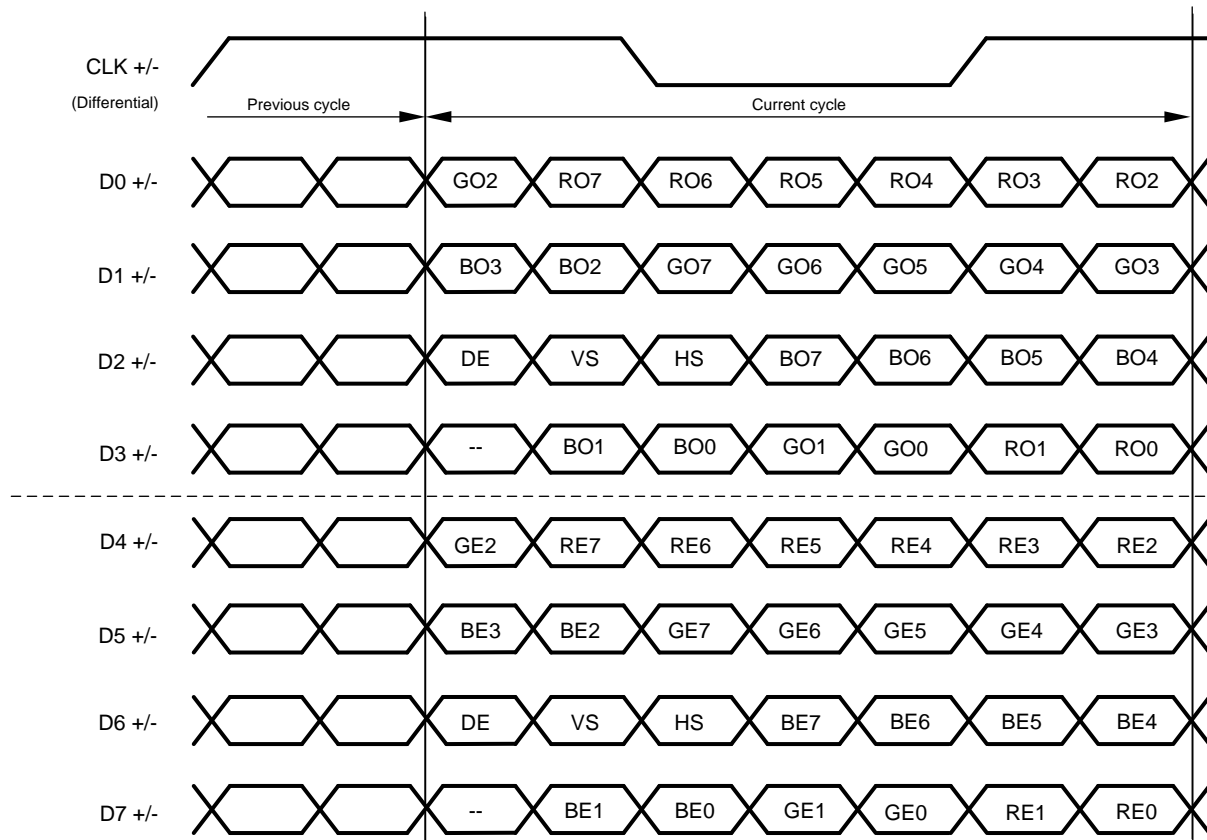 CLK +/-
(Differential)
Previous cycle Current cycle
D0 +/- GO2 RO7 RO6 RO5 RO4 RO3 RO2
D1 +/- BO3 BO2 GO7 GO6 GO5 GO4 GO3
D2 +/- DE VS HS BO7 BO6 BO5 BO4
D3 +/- -- BO1 BO0 GO1 GO0 RO1 RO0
D4 +/- GE2 RE7 RE6 RE5 RE4 RE3 RE2
D5 +/- BE3 BE2 GE7 GE6 GE5 GE4 GE3
D6 +/- DE VS HS BE7 BE6 BE5 BE4
D7 +/- -- BE1 BE0 GE1 GE0 RE1 RE0